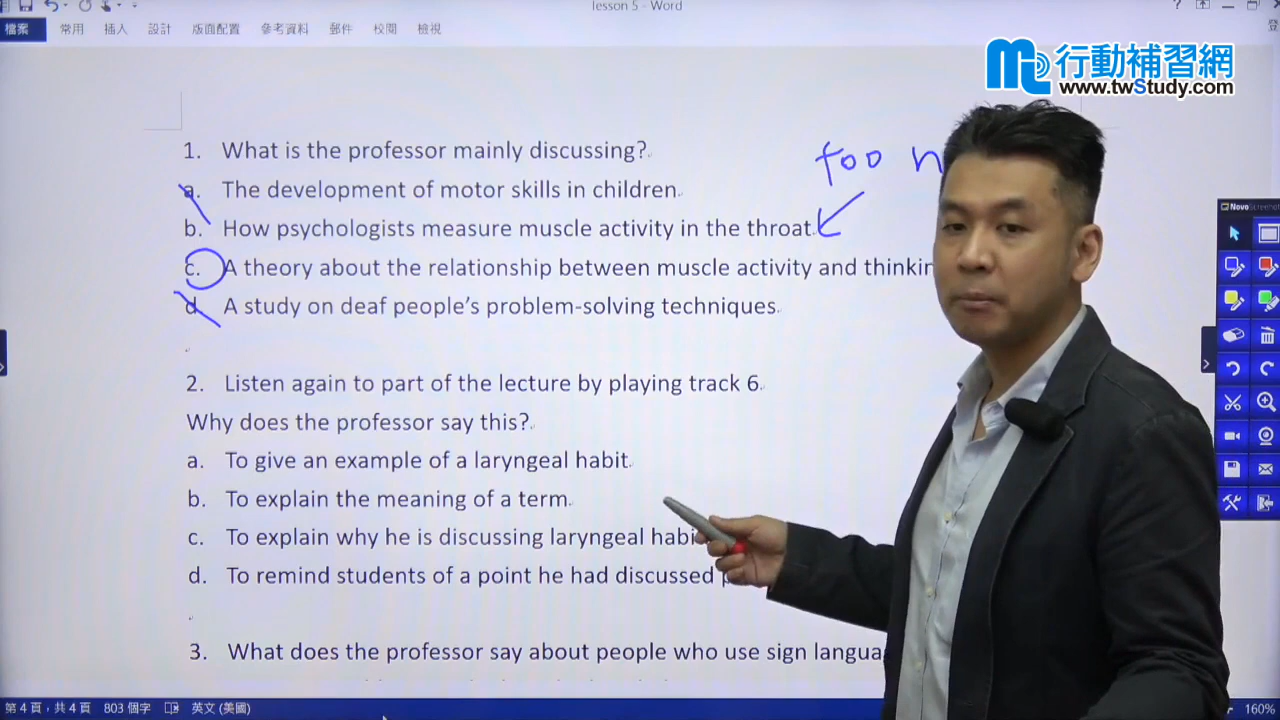 lesson 5 - Word
檔案 常用 插入 設計 版面配置 參考資料 郵件 校閱 檢視
行動補習網
www.twStudy.com
too
1. What is the professor mainly discussing?
a. The development of motor skills in children.
b. How psychologists measure muscle activity in the throat.
c. A theory about the relationship between muscle activity and
d. A study on deaf people's problem-solving techniques.
2. Listen again to part of the lecture by playing track 6.
Why does the professor say this?
a. To give an example of a laryngeal habit.
b. To explain the meaning of a term.
c. To explain why he is discussing laryngeal
d. To remind students of a point he had discussed
3. What does the professor say about people who use sign
Novo
第 4 頁，共 4 頁 803 個字 英文 (美國)
160%